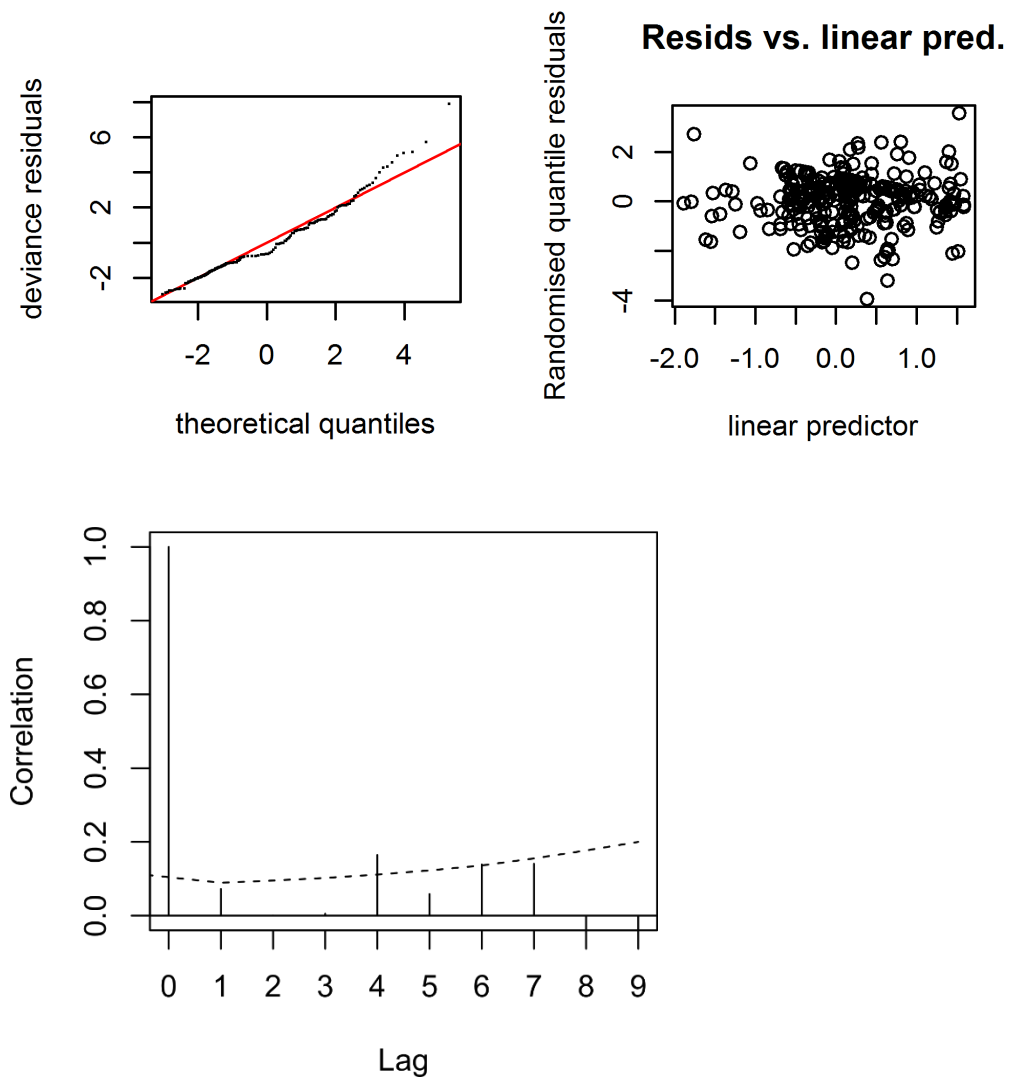 deviance residuals
6
2
-2
-2 0 2 4
theoretical quantiles
Resids vs. linear pred.
Randomised quantile residuals
2
0
-4
-2.0 -1.0 0.0 1.0
linear predictor
Correlation
1.0
0.8
0.6
0.4
0.2
0.0
0 1 2 3 4 5 6 7 8 9
Lag